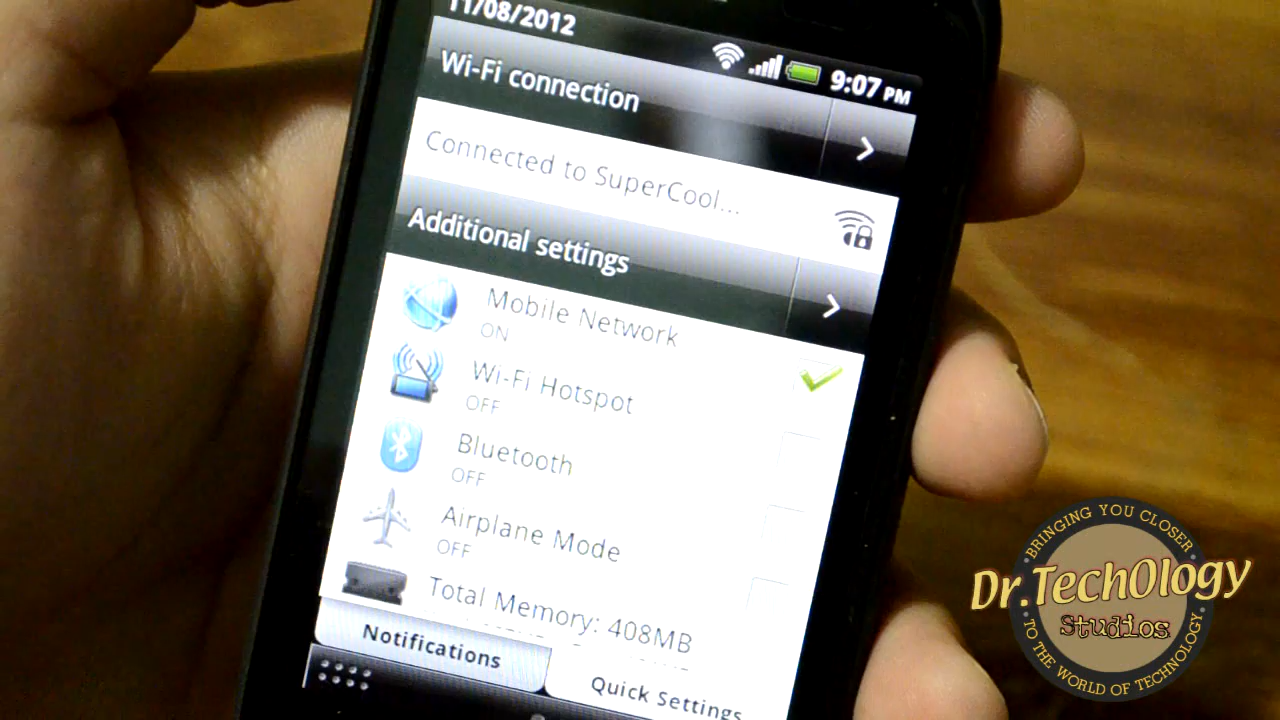 11/08/2012
9:07 PM
Wi-Fi connection
Connected to SuperCool...
Additional settings
Mobile Network
ON
Wi-Fi Hotspot
OFF
Bluetooth
OFF
Airplane Mode
OFF
Total Memory: 408MB
Notifications
Quick Settings
BRINGING YOU CLOSER
Dr.TechOlogy
Studios
TO THE WORLD OF TECHNOLOGY